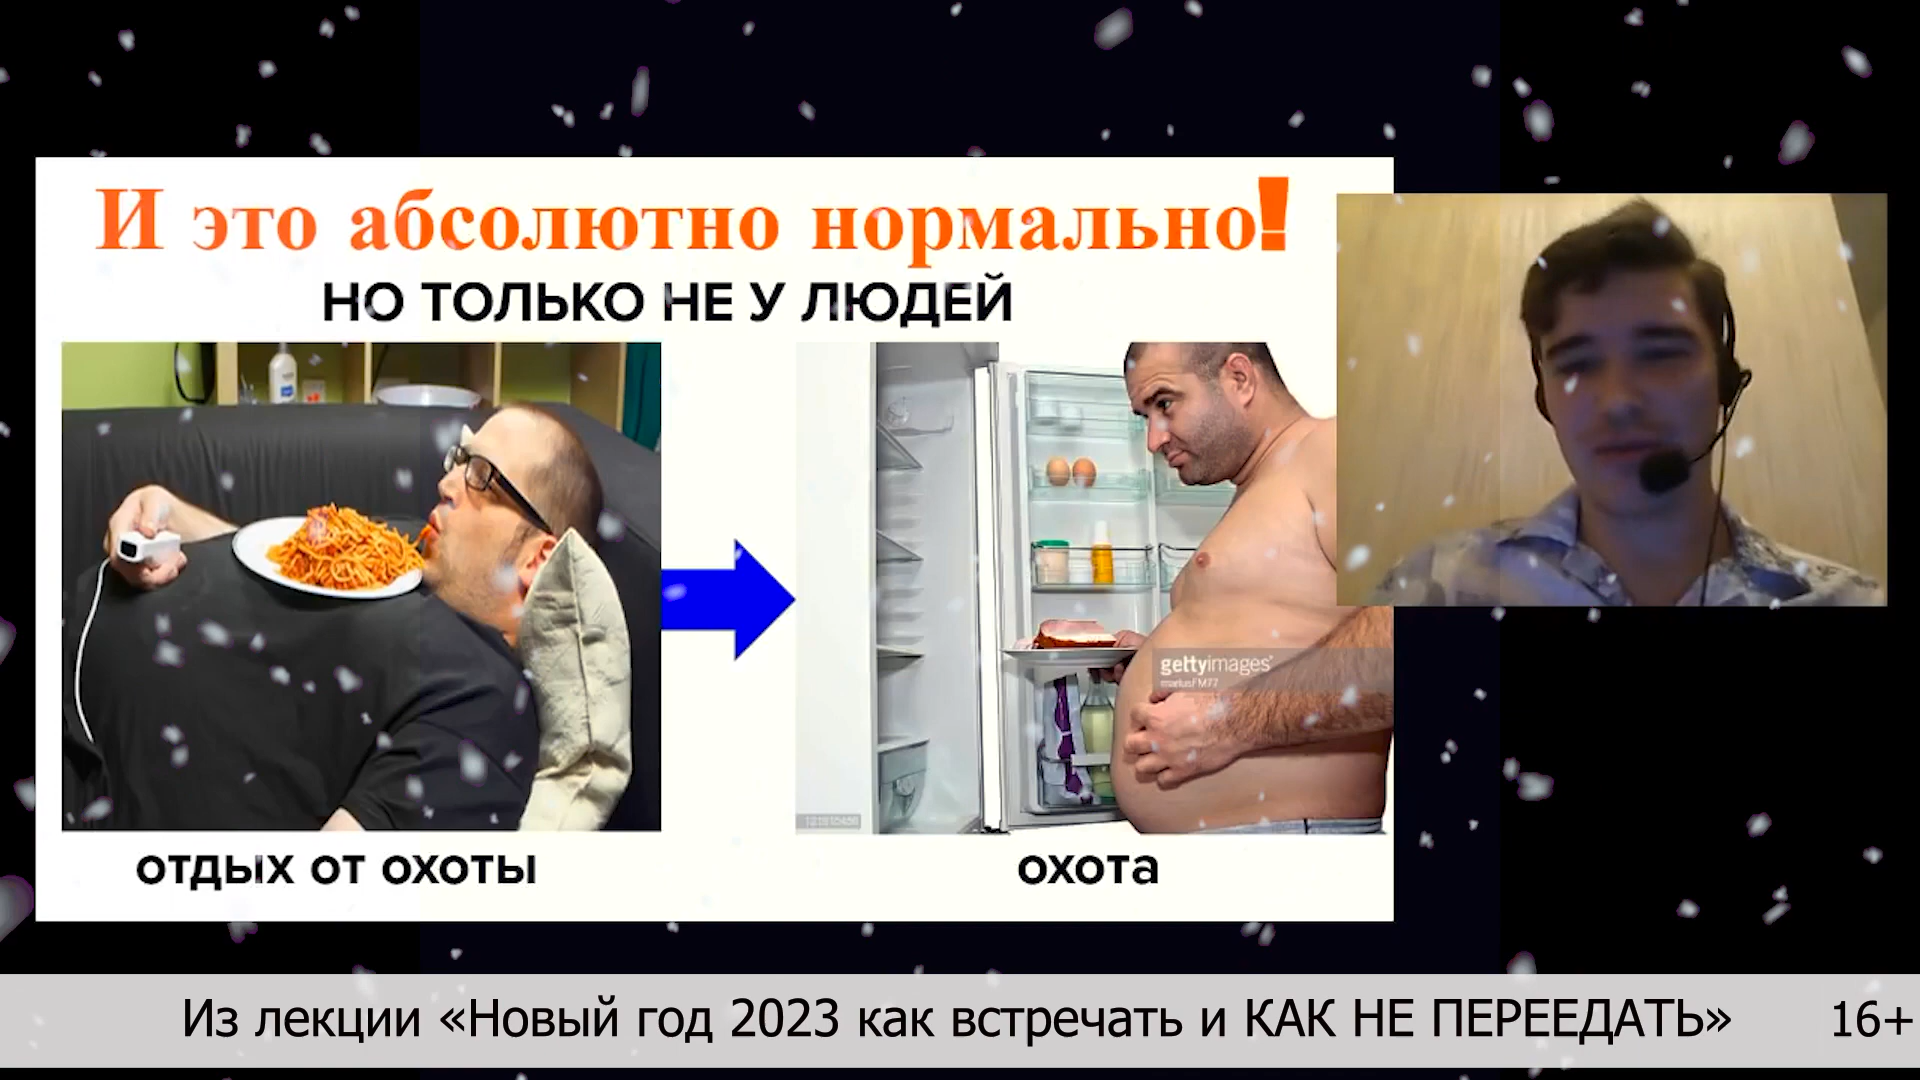 И это абсолютно нормально!
НО ТОЛЬКО НЕ У ЛЮДЕЙ
gettyimages®
mariusFM77
отдых от охоты
охота
Из лекции «Новый год 2023 как встречать и КАК НЕ ПЕРЕЕДАТЬ» 16+